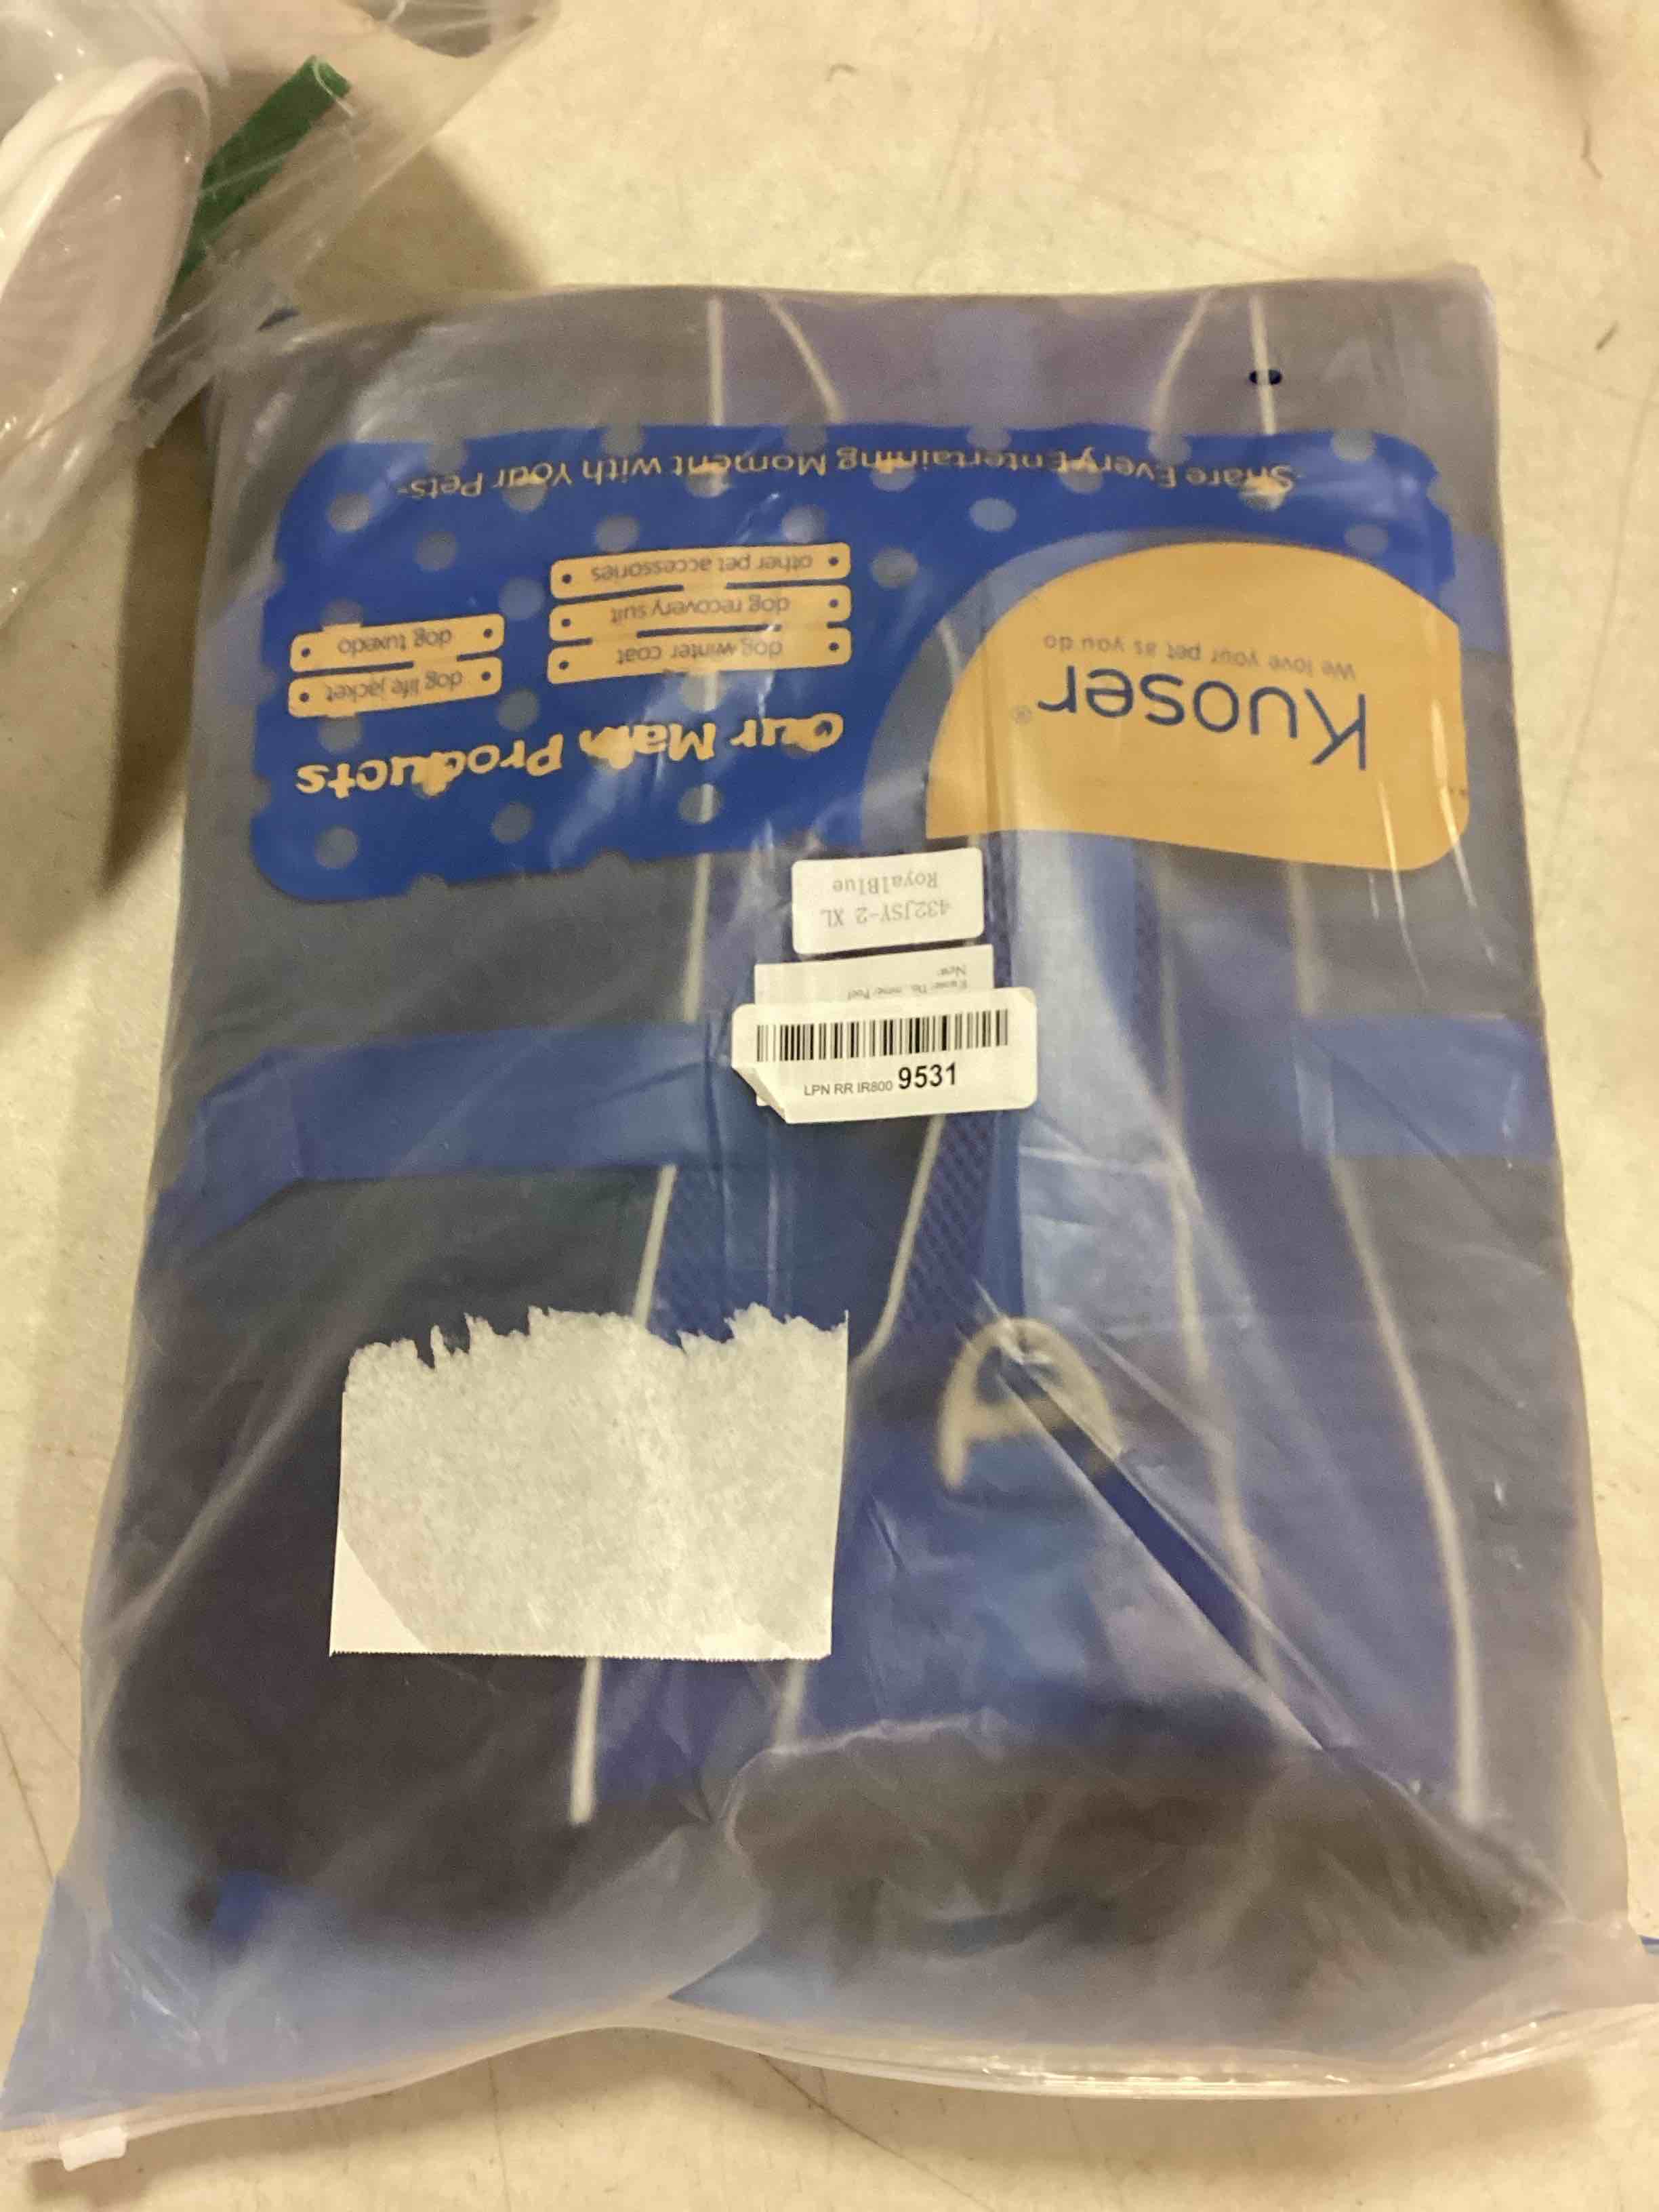 Kuoser®
We love your pet as you do
Our Main Products
dog life jacket
dog tuxedo
dog winter coat
dog recovery suit
other pet accessories
-Share Every Entertaining Moment with Your Pets-
432JSY-2 XL
RoyalBlue
New
LPN RR IR800 9531